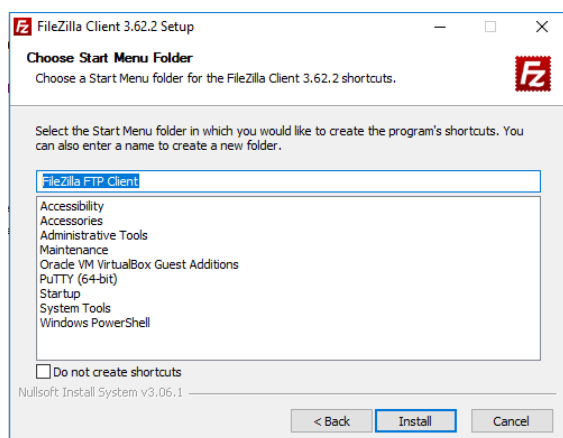 FileZilla Client 3.62.2 Setup
Choose Start Menu Folder
Choose a Start Menu folder for the FileZilla Client 3.62.2 shortcuts.
Fz
Select the Start Menu folder in which you would like to create the program's shortcuts. You
can also enter a name to create a new folder.
FileZilla FTP Client
Accessibility
Accessories
Administrative Tools
Maintenance
Oracle VM VirtualBox Guest Additions
PuTTY (64-bit)
Startup
System Tools
Windows PowerShell
Do not create shortcuts
Nullsoft Install System v3.06.1
< Back
Install
Cancel